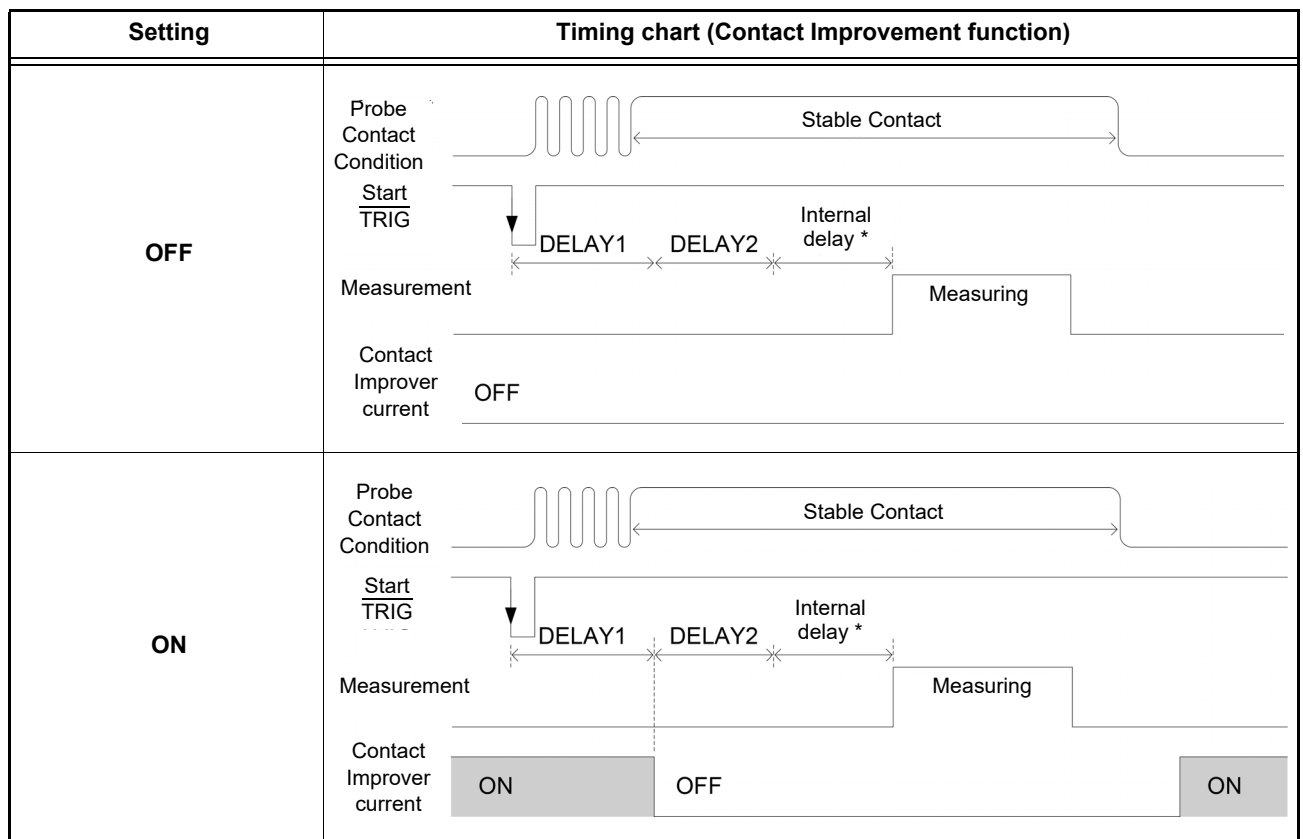 Setting
Timing chart (Contact Improvement function)
OFF
Probe
Contact
Condition
Stable Contact
Start
TRIG
DELAY1
DELAY2
Internal
delay *
Measurement
Measuring
Contact
Improver
current
OFF
ON
Probe
Contact
Condition
Stable Contact
Start
TRIG
DELAY1
DELAY2
Internal
delay *
Measurement
Measuring
Contact
Improver
current
ON
OFF
ON